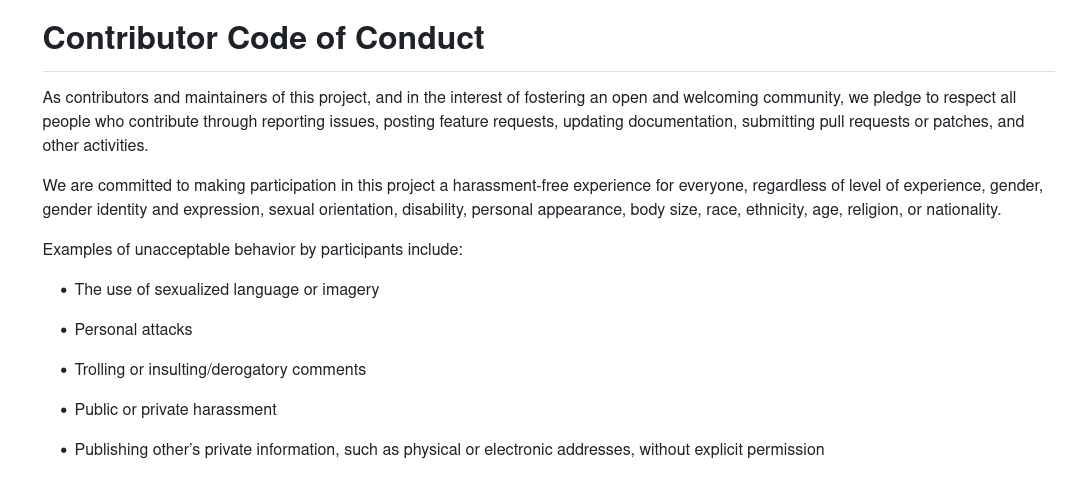 Contributor Code of Conduct
As contributors and maintainers of this project, and in the interest of fostering an open and welcoming community, we pledge to respect all
people who contribute through reporting issues, posting feature requests, updating documentation, submitting pull requests or patches, and
other activities.
We are committed to making participation in this project a harassment-free experience for everyone, regardless of level of experience, gender,
gender identity and expression, sexual orientation, disability, personal appearance, body size, race, ethnicity, age, religion, or nationality.
Examples of unacceptable behavior by participants include:
• The use of sexualized language or imagery
• Personal attacks
• Trolling or insulting/derogatory comments
• Public or private harassment
• Publishing other’s private information, such as physical or electronic addresses, without explicit permission